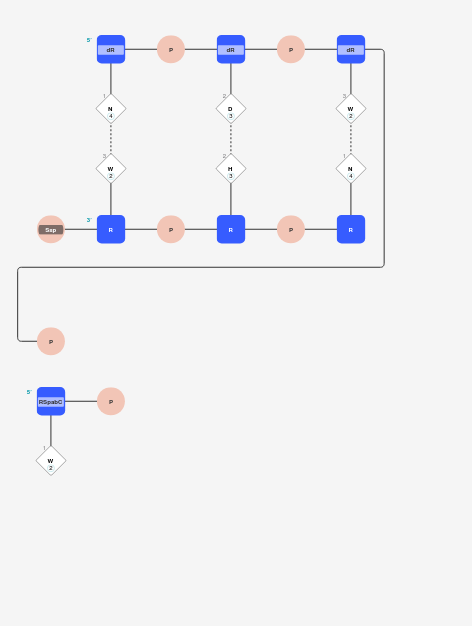 5'
dR P dR P dR
1 2 3
N D W
4 3 2
3 2 1
W H N
2 3 4
3'
Ssp R P R P R
P
5'
RSpabC P
1
W
2